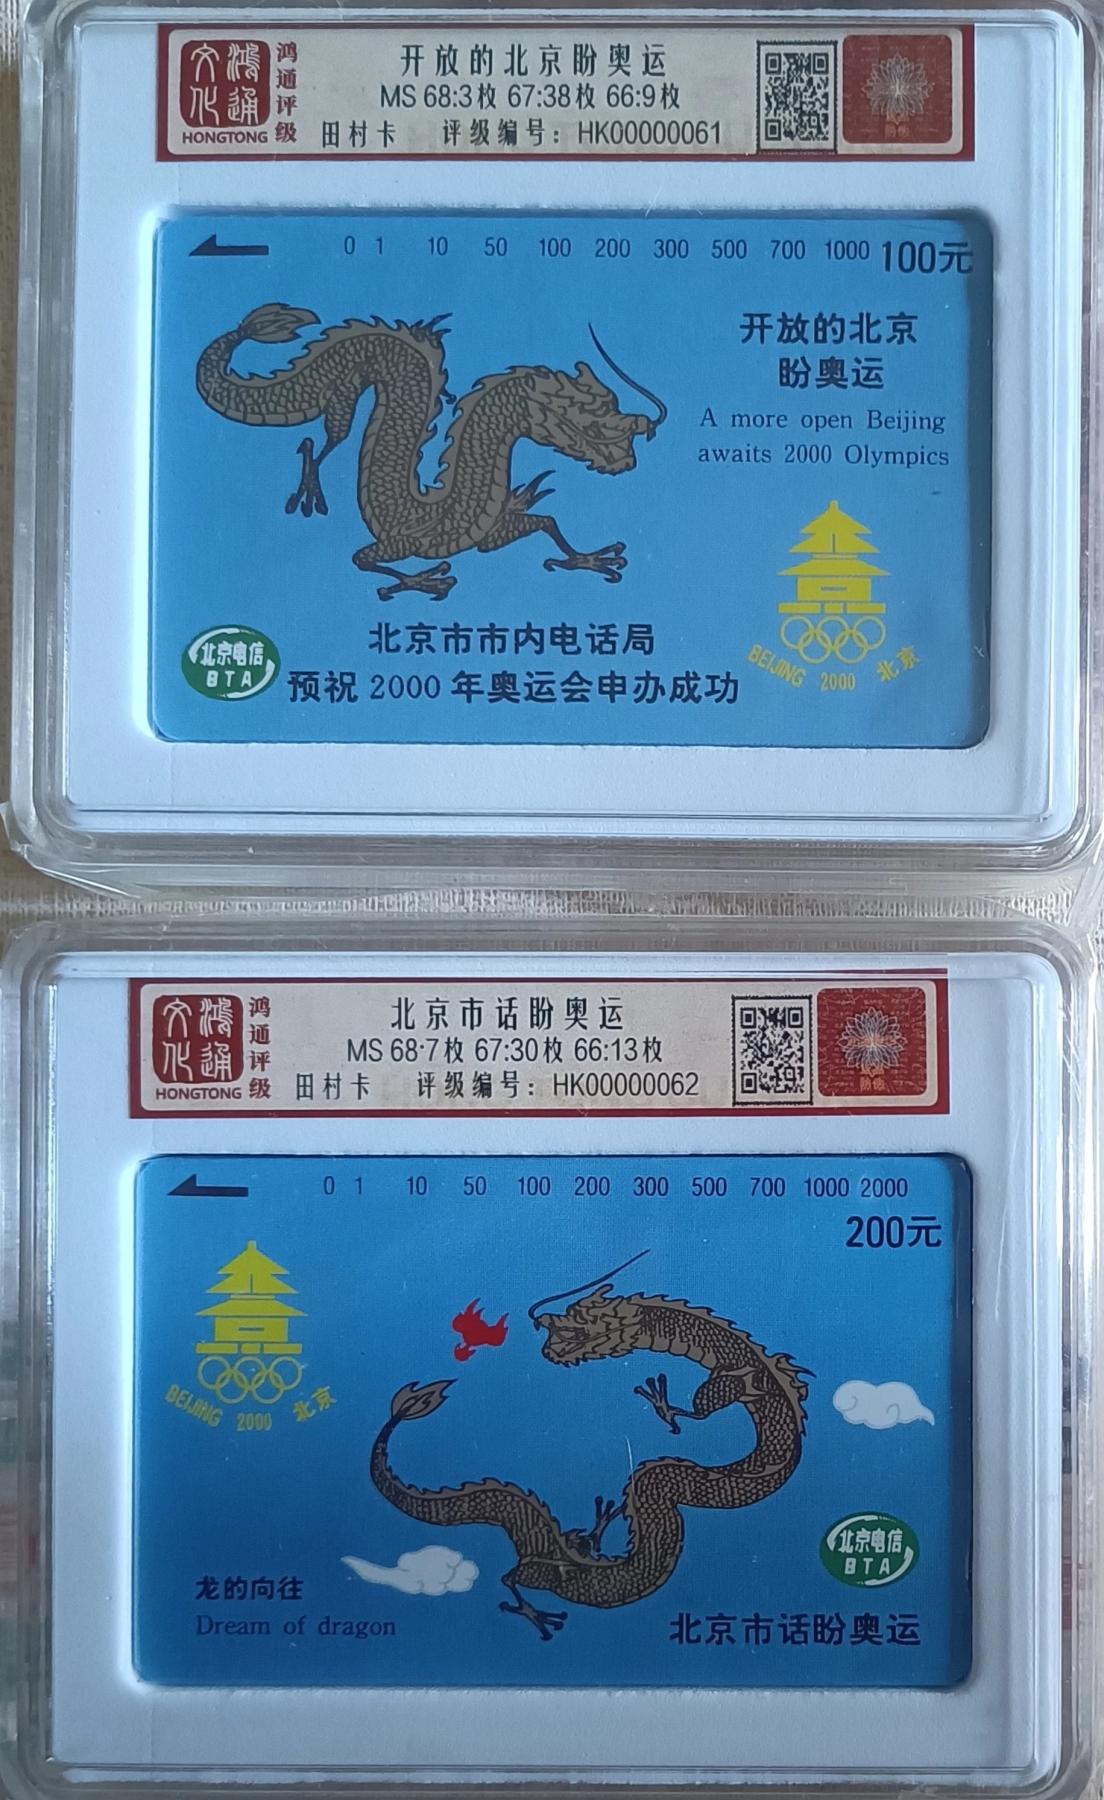 文鸿
化通
HONGTONG
鸿通评级
开放的北京盼奥运
MS 68:3枚 67:38枚 66:9枚
田村卡 评级编号：HK00000061
防伪
0 1 10 50 100 200 300 500 700 1000 100元
开放的北京
盼奥运
A more open Beijing
awaits 2000 Olympics
BEIJING 2000 北京
北京电信
BTA
北京市市内电话局
预祝 2000 年奥运会申办成功
文鸿
化通
HONGTONG
鸿通评级
北京市话盼奥运
MS 68:7枚 67:30枚 66:13枚
田村卡 评级编号：HK00000062
防伪
0 1 10 50 100 200 300 500 700 1000 2000
200元
BEIJING 2000 北京
北京电信
BTA
龙的向往
Dream of dragon
北京市话盼奥运